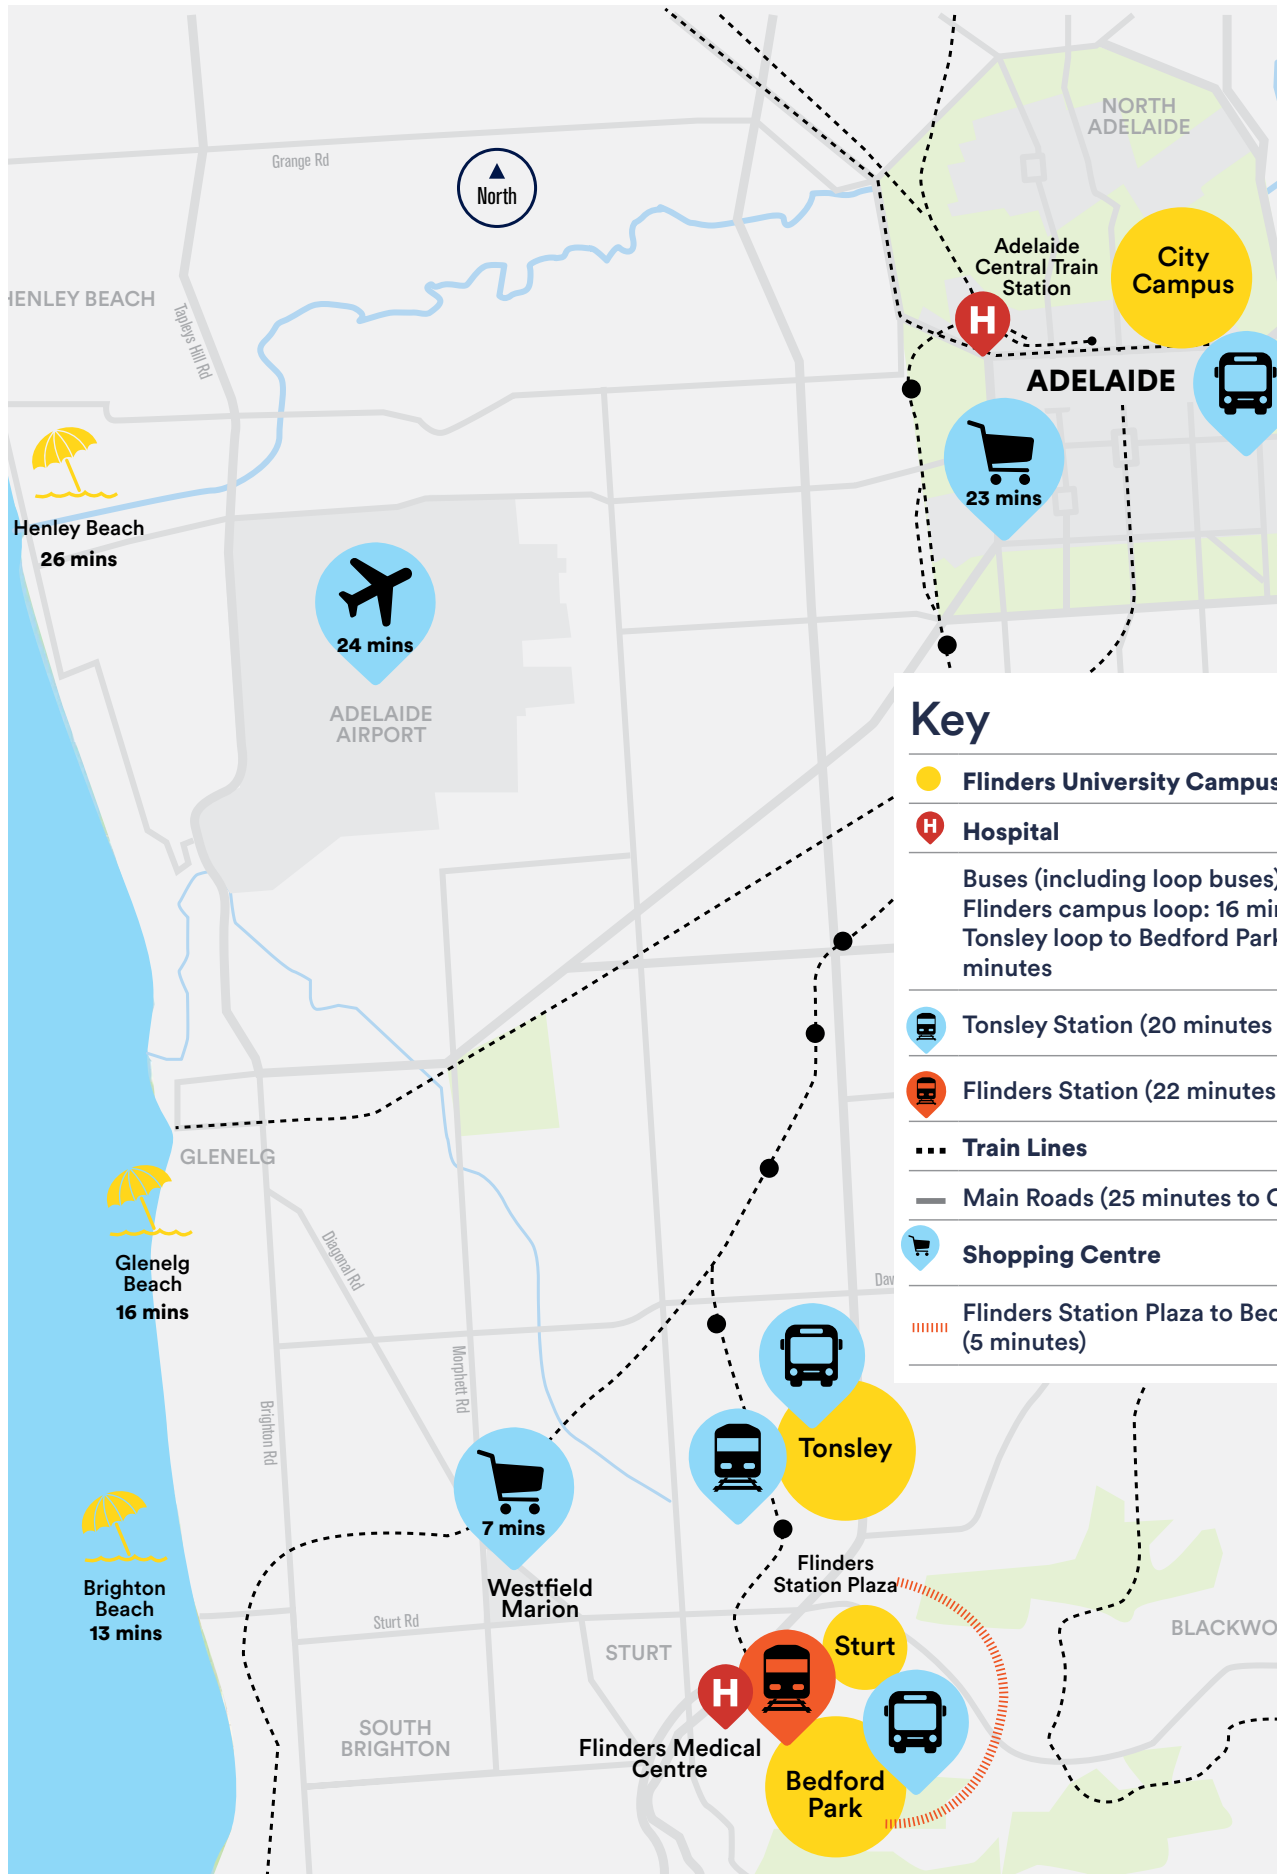 NORTH
ADELAIDE
Grange Rd
North
Adelaide
Central Train
Station
City
Campus
HENLEY BEACH
Tapleys Hill Rd
H
ADELAIDE
23 mins
Henley Beach
26 mins
24 mins
ADELAIDE
AIRPORT
Key
Flinders University Campus
H
Hospital
Buses (including loop buses)
Flinders campus loop: 16 min
Tonsley loop to Bedford Park
minutes
Tonsley Station (20 minutes
Flinders Station (22 minutes
Train Lines
Main Roads (25 minutes to C
Shopping Centre
Flinders Station Plaza to Bed
(5 minutes)
GLENELG
Glenelg
Beach
16 mins
Diagonal Rd
Daw
Morphett Rd
Brighton Rd
Tonsley
7 mins
Westfield
Marion
Brighton
Beach
13 mins
Flinders
Station Plaza
Sturt Rd
STURT
Sturt
BLACKWO
H
SOUTH
BRIGHTON
Flinders Medical
Centre
Bedford
Park